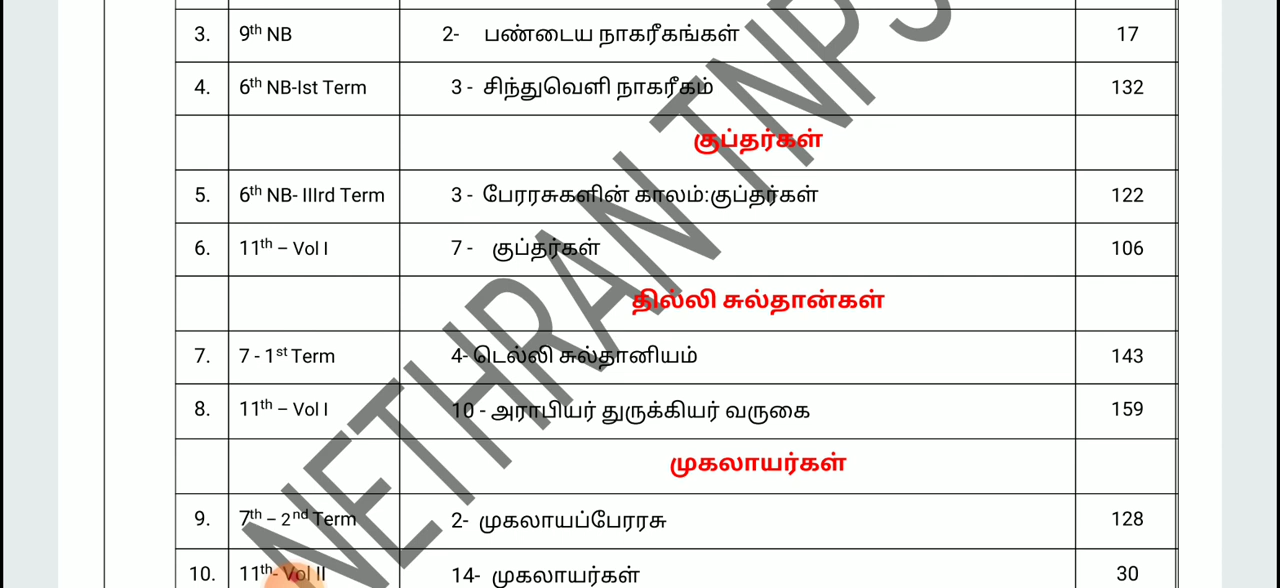 3. 9th NB 2- பண்டைய நாகரீகங்கள் 17
4. 6th NB-Ist Term 3 - சிந்துவெளி நாகரீகம் 132
குப்தர்கள்
5. 6th NB- IIIrd Term 3 - பேரரசுகளின் காலம்:குப்தர்கள் 122
6. 11th – Vol I 7 - குப்தர்கள் 106
தில்லி சுல்தான்கள்
7. 7 - 1st Term 4- டெல்லி சுல்தானியம் 143
8. 11th – Vol I 10 - அராபியர் துருக்கியர் வருகை 159
முகலாயர்கள்
9. 7th – 2nd Term 2- முகலாயப்பேரரசு 128
10. 11th- Vol II 14- முகலாயர்கள் 30
NETHRAN TNPS